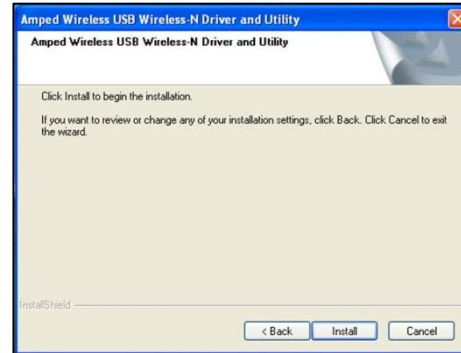 Amped Wireless USB Wireless-N Driver and Utility
Amped Wireless USB Wireless-N Driver and Utility
Click Install to begin the installation.
If you want to review or change any of your installation settings, click Back. Click Cancel to exit
the wizard.
InstallShield
< Back Install Cancel